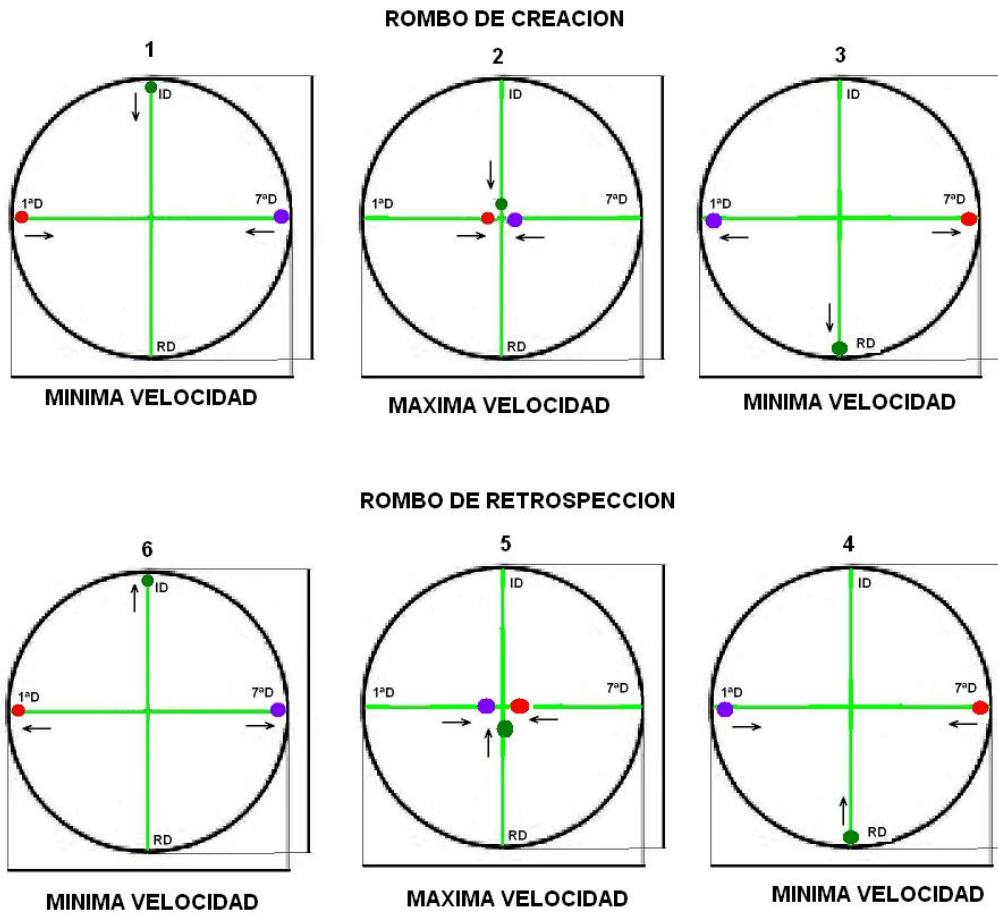 ROMBO DE CREACION
1
2
3
ID
ID
ID
1ªD
7ªD
1ªD
7ªD
1ªD
7ªD
RD
RD
RD
MINIMA VELOCIDAD
MAXIMA VELOCIDAD
MINIMA VELOCIDAD
ROMBO DE RETROSPECCION
6
5
4
ID
ID
ID
1ªD
7ªD
1ªD
7ªD
1ªD
7ªD
RD
RD
RD
MINIMA VELOCIDAD
MAXIMA VELOCIDAD
MINIMA VELOCIDAD